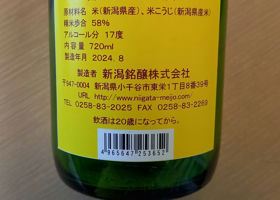 原材料名 米(新潟県産)、米こうじ(新潟県産米)
精米歩合 58%
アルコール分 17度
内容量 720ml
製造年月 2024.8
製造者 新潟銘醸株式会社
〒947-0004 新潟県小千谷市東栄1丁目8番39号
URL http://www.niigata-meijo.com/
TEL 0258-83-2025 FAX 0258-83-2269
飲酒は20歳になってから。
4965647253652